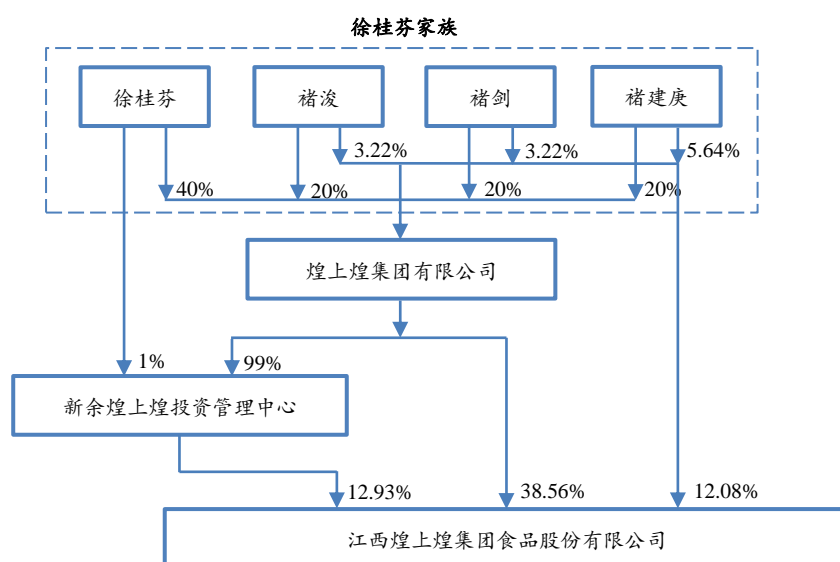 徐桂芬家族
徐桂芬
褚浚
褚剑
褚建庚
3.22%
3.22%
5.64%
40%
20%
20%
20%
煌上煌集团有限公司
1%
99%
新余煌上煌投资管理中心
12.93%
38.56%
12.08%
江西煌上煌集团食品股份有限公司